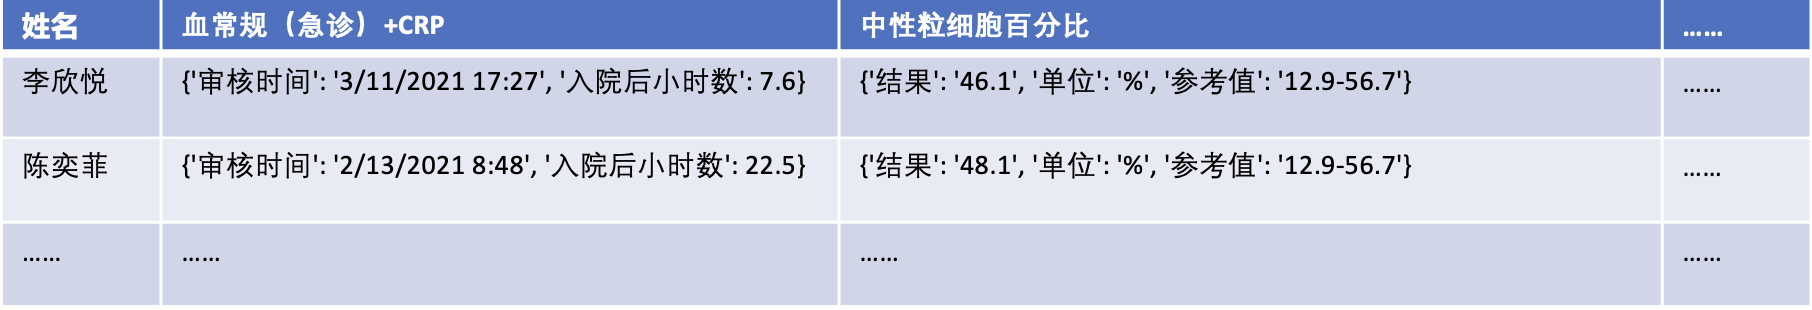 姓名 血常规（急诊）+CRP 中性粒细胞百分比 ……
李欣悦 {'审核时间': '3/11/2021 17:27', '入院后小时数': 7.6} {'结果': '46.1', '单位': '%', '参考值': '12.9-56.7'} ……
陈奕菲 {'审核时间': '2/13/2021 8:48', '入院后小时数': 22.5} {'结果': '48.1', '单位': '%', '参考值': '12.9-56.7'} ……
…… …… …… ……